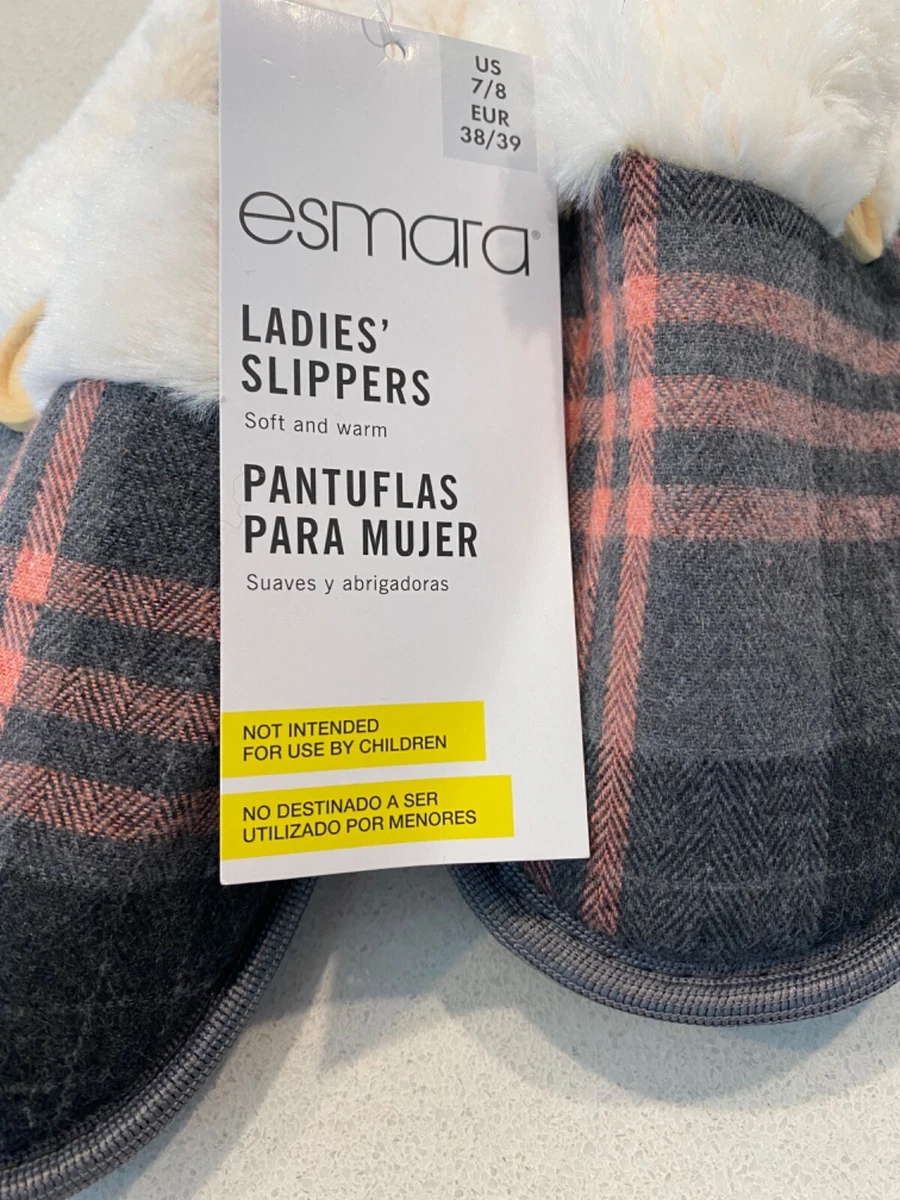 US
7/8
EUR
38/39
esmara®
LADIES'
SLIPPERS
Soft and warm
PANTUFLAS
PARA MUJER
Suaves y abrigadoras
NOT INTENDED
FOR USE BY CHILDREN
NO DESTINADO A SER
UTILIZADO POR MENORES